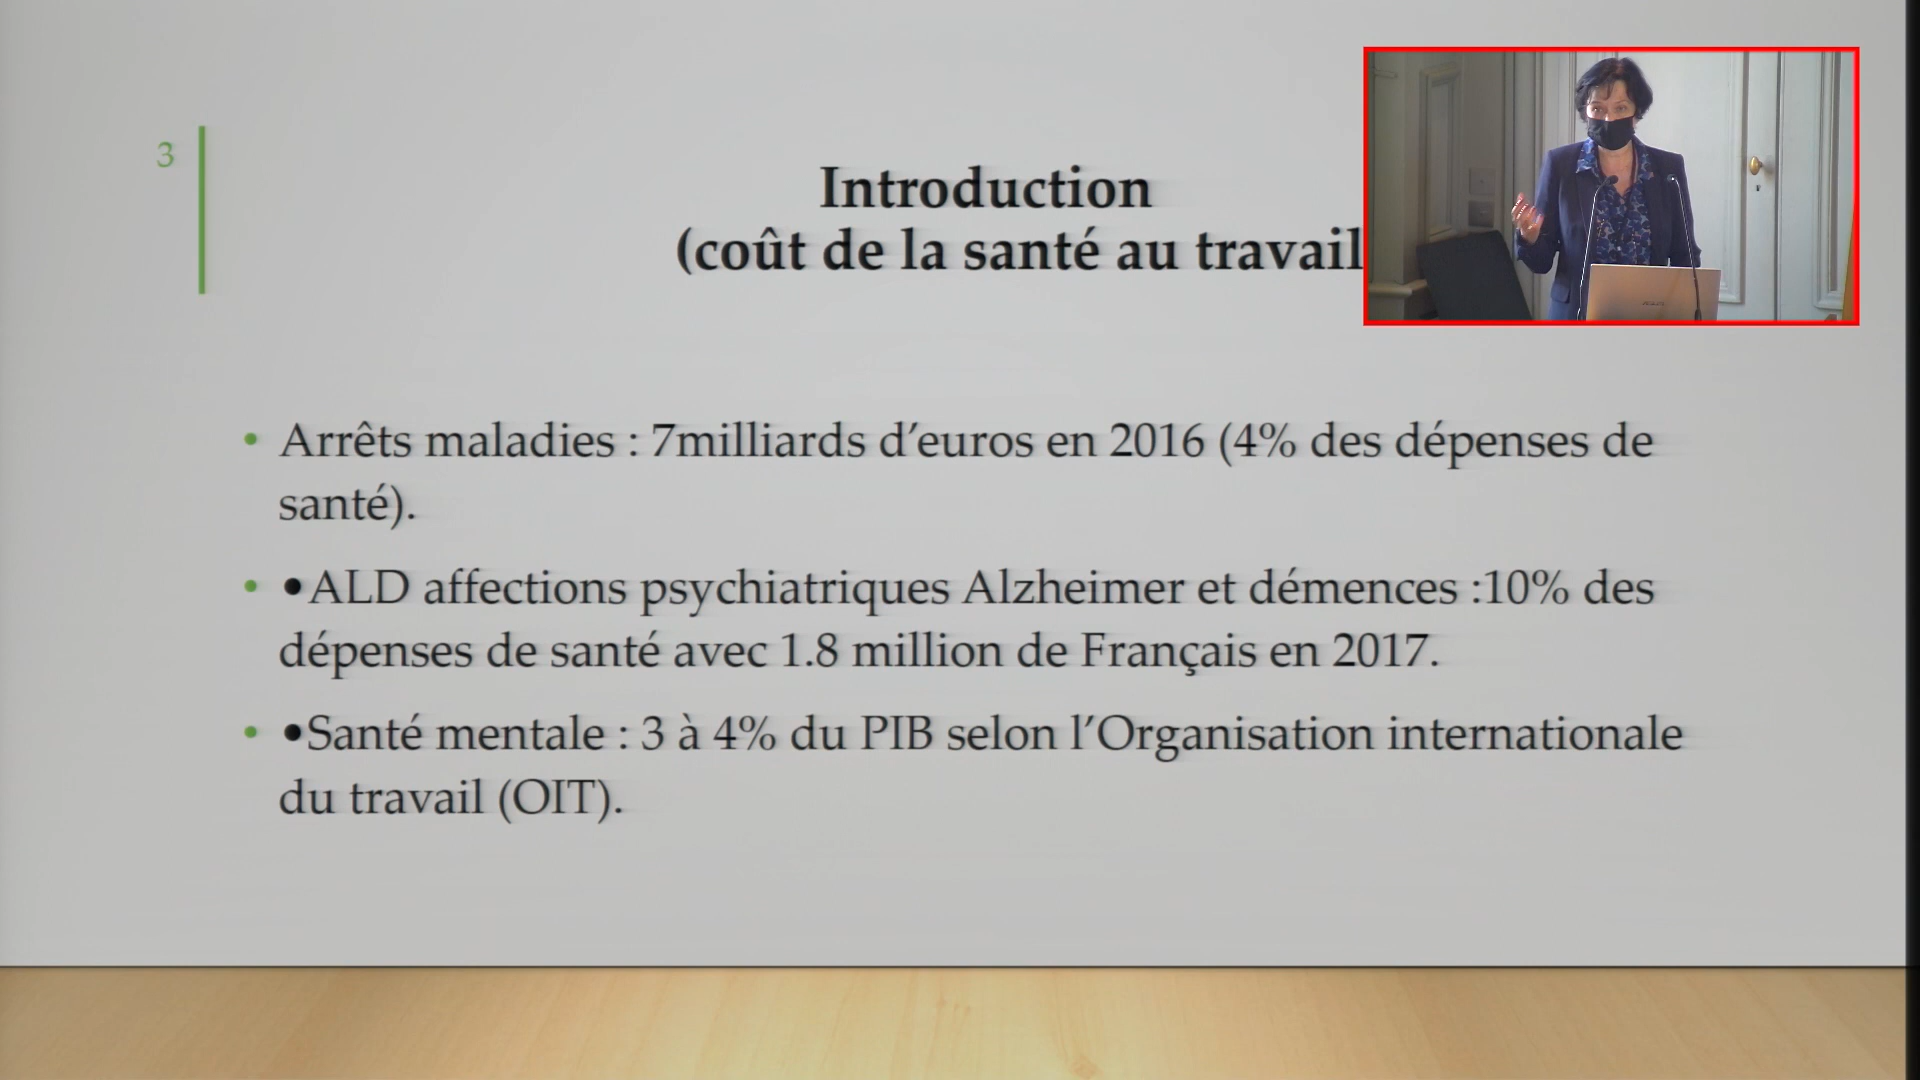 3
Introduction
(coût de la santé au travail
• Arrêts maladies : 7milliards d’euros en 2016 (4% des dépenses de
santé).
• •ALD affections psychiatriques Alzheimer et démences :10% des
dépenses de santé avec 1.8 million de Français en 2017.
• •Santé mentale : 3 à 4% du PIB selon l’Organisation internationale
du travail (OIT).